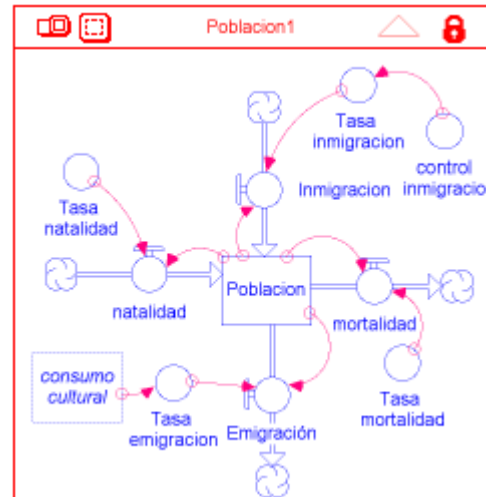 Poblacion1
Tasa
inmigracion
control
inmigracio
Inmigracion
Tasa
natalidad
natalidad
Poblacion
mortalidad
consumo
cultural
Tasa
emigracion
Emigración
Tasa
mortalidad